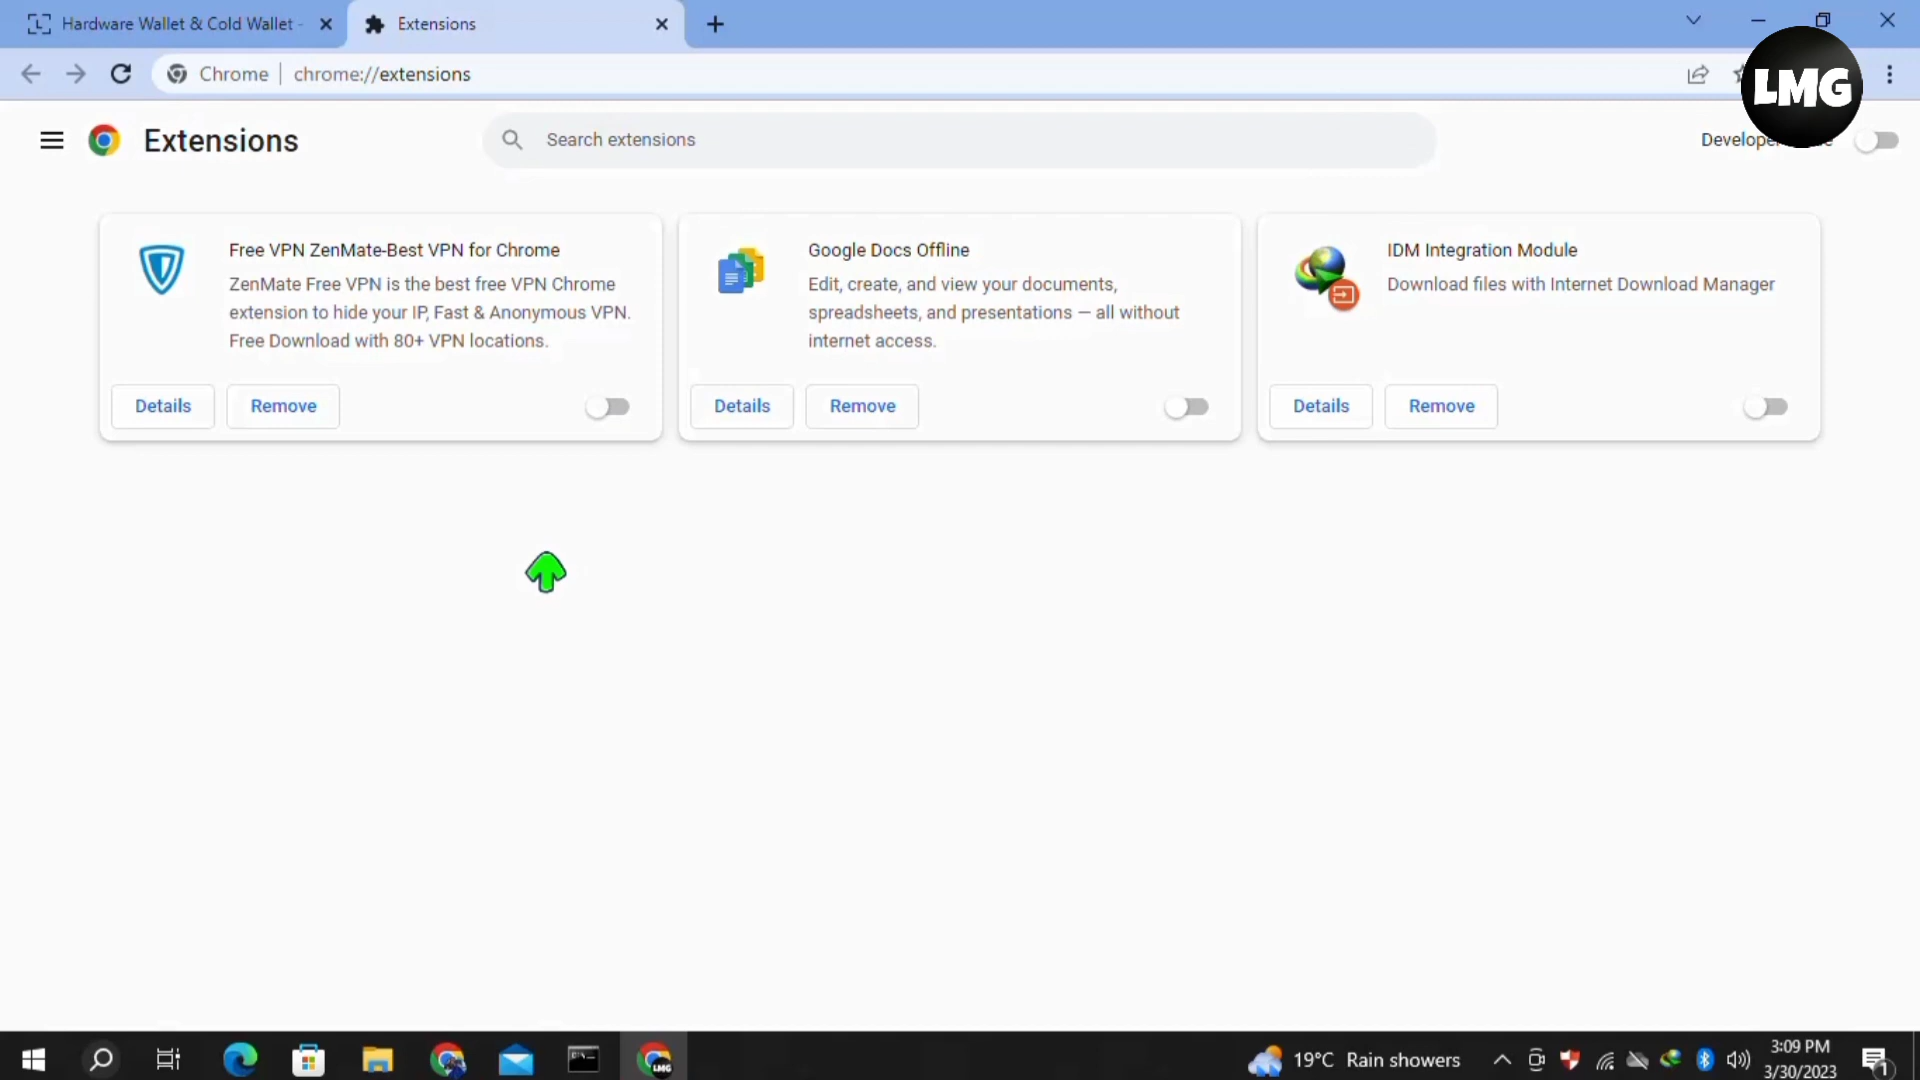 Hardware Wallet & Cold Wallet -
Extensions
Chrome
chrome://extensions
LMG
Extensions
Search extensions
Developer
Free VPN ZenMate-Best VPN for Chrome
ZenMate Free VPN is the best free VPN Chrome
extension to hide your IP, Fast & Anonymous VPN.
Free Download with 80+ VPN locations.
Details
Remove
Google Docs Offline
Edit, create, and view your documents,
spreadsheets, and presentations — all without
internet access.
Details
Remove
IDM Integration Module
Download files with Internet Download Manager
Details
Remove
LMG
19°C Rain showers
3:09 PM
3/30/2023
1